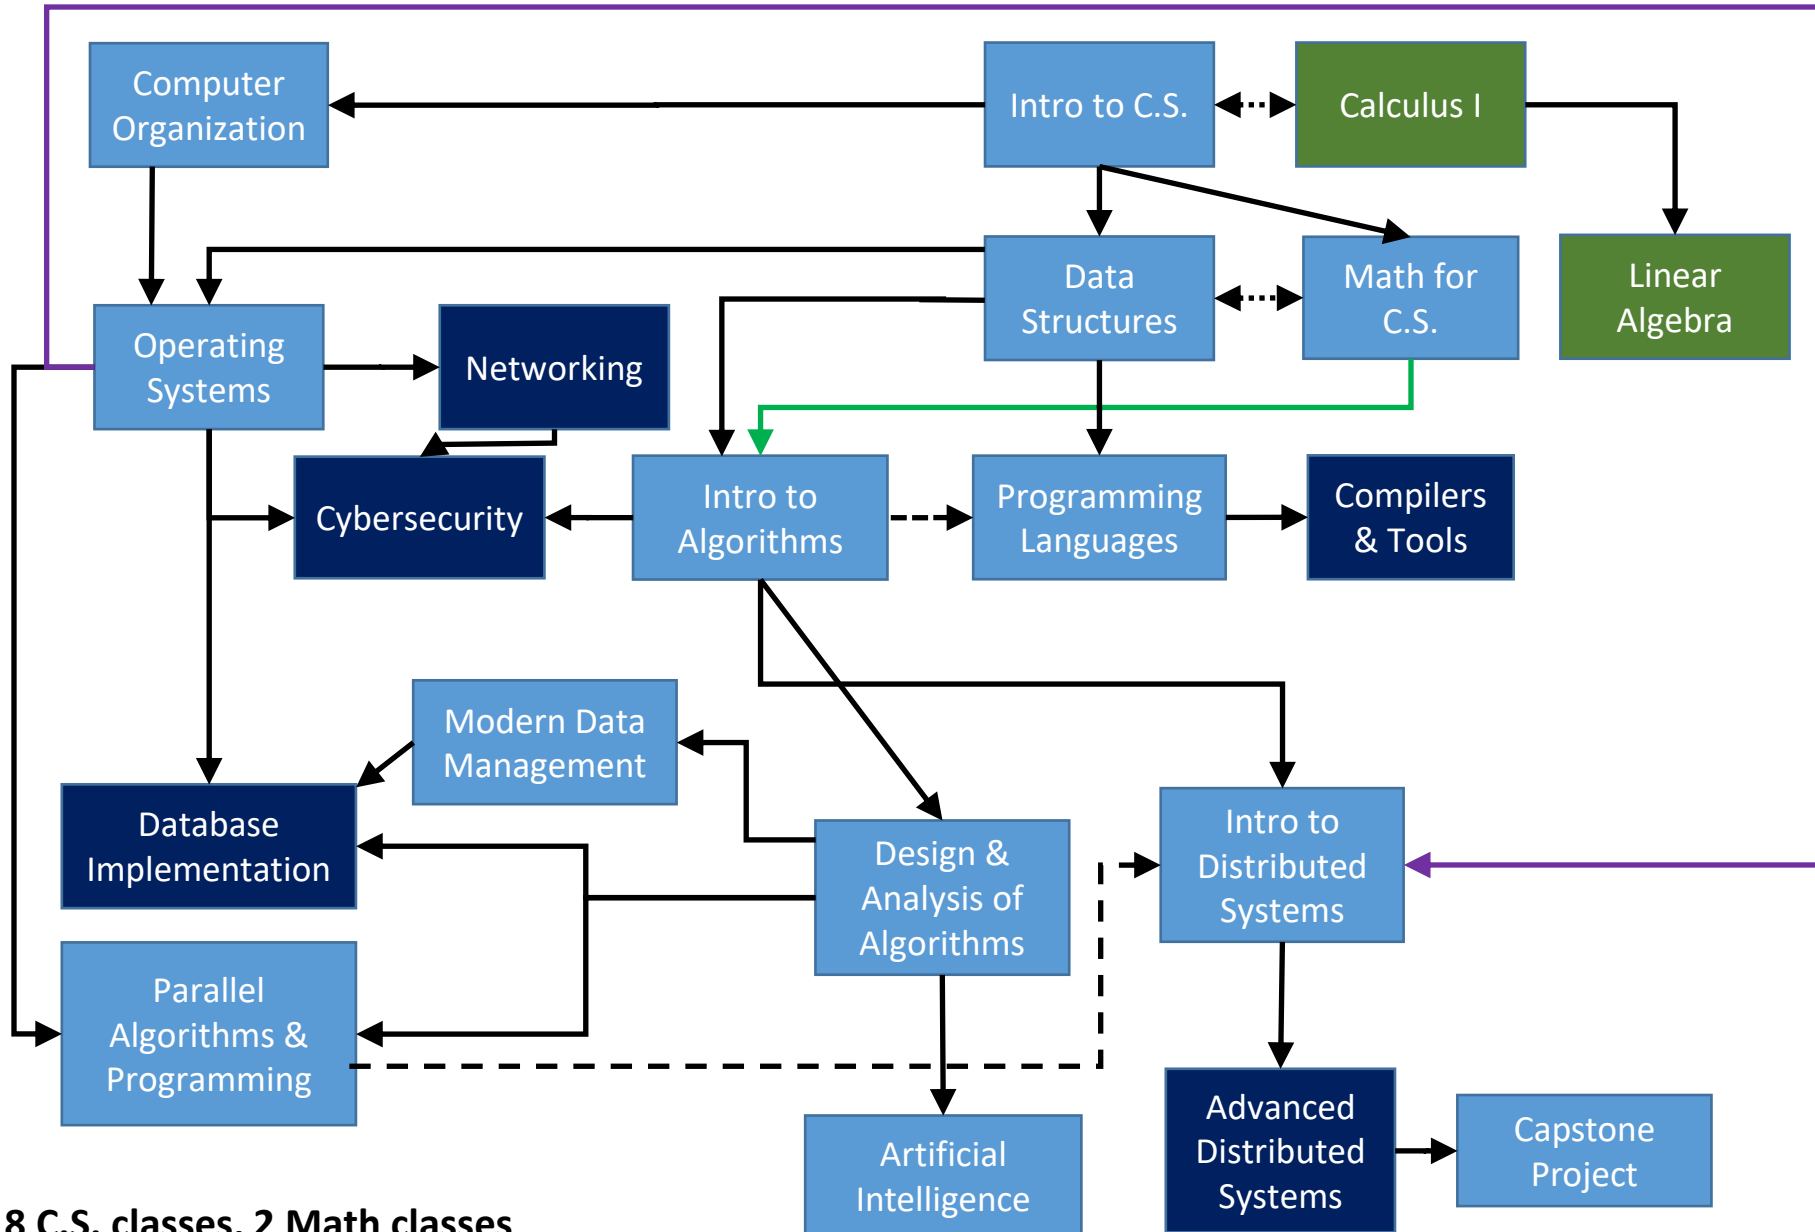 Computer
Organization
Intro to C.S.
Calculus I
Data
Structures
Math for
C.S.
Linear
Algebra
Operating
Systems
Networking
Cybersecurity
Intro to
Algorithms
Programming
Languages
Compilers
& Tools
Modern Data
Management
Database
Implementation
Design &
Analysis of
Algorithms
Intro to
Distributed
Systems
Parallel
Algorithms &
Programming
Artificial
Intelligence
Advanced
Distributed
Systems
Capstone
Project
8 C.S. classes, 2 Math classes